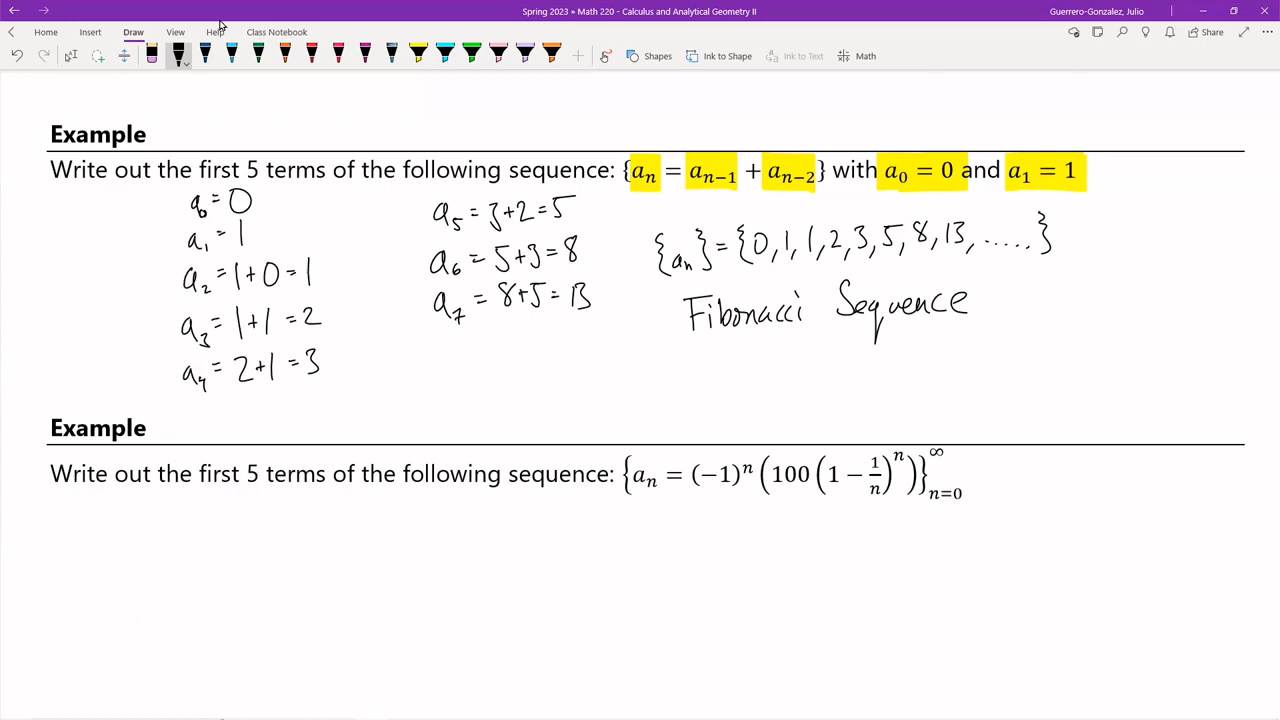 Spring 2023 » Math 220 - Calculus and Analytical Geometry II
Guerrero-Gonzalez, Julio
Home Insert Draw View Help Class Notebook
Share
Shapes Ink to Shape Ink to Text Math
Example
Write out the first 5 terms of the following sequence: {aₙ = aₙ₋₁ + aₙ₋₂} with a₀ = 0 and a₁ = 1
a₀ = 0
a₁ = 1
a₂ = 1+0 = 1
a₃ = 1+1 = 2
a₄ = 2+1 = 3
a₅ = 3+2 = 5
a₆ = 5+3 = 8
a₇ = 8+5 = 13
{aₙ} = {0, 1, 1, 2, 3, 5, 8, 13, .....}
Fibonacci Sequence
Example
Write out the first 5 terms of the following sequence: {aₙ = (−1)ⁿ (100 (1 − 1/n)ⁿ)}∞ n=0